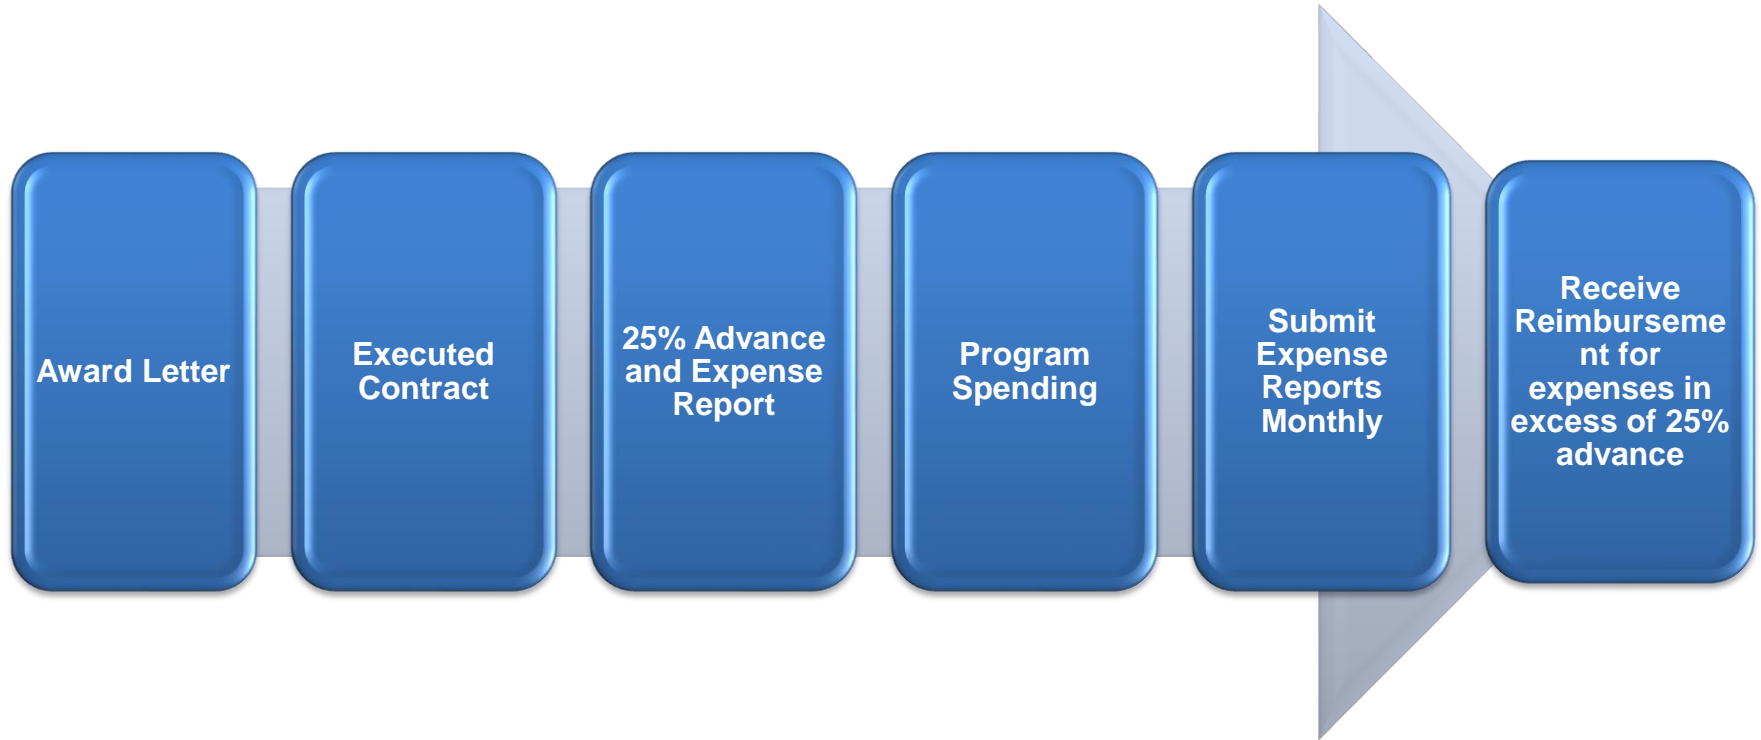 Award Letter
Executed
Contract
25% Advance
and Expense
Report
Program
Spending
Submit
Expense
Reports
Monthly
Receive
Reimburseme
nt for
expenses in
excess of 25%
advance